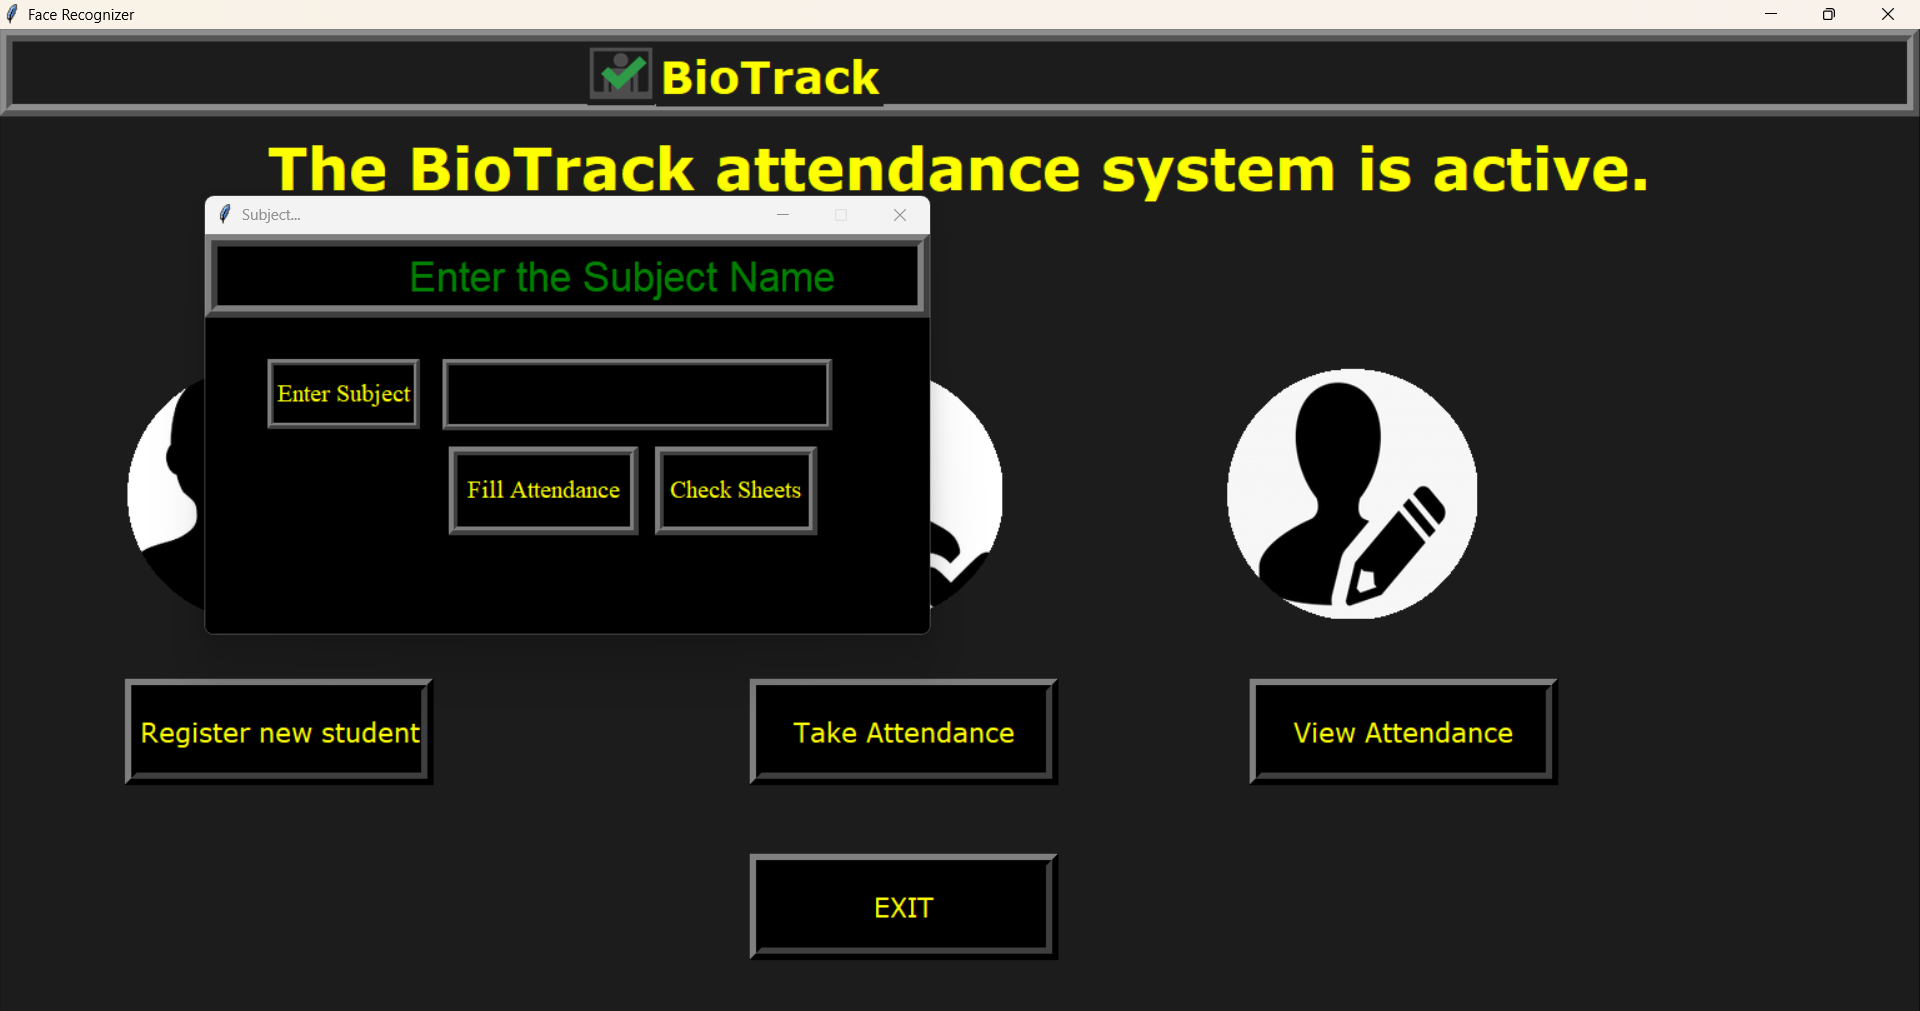 Face Recognizer
BioTrack
The BioTrack attendance system is active.
Subject...
Enter the Subject Name
Enter Subject
Fill Attendance Check Sheets
Register new student Take Attendance View Attendance
EXIT